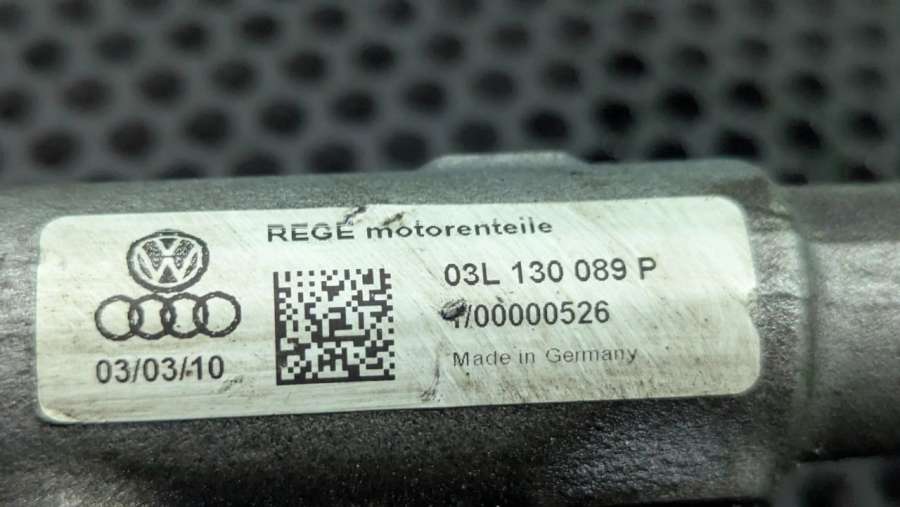 REGE motorenteile
03L 130 089 P
/00000526
Made in Germany
03/03/10